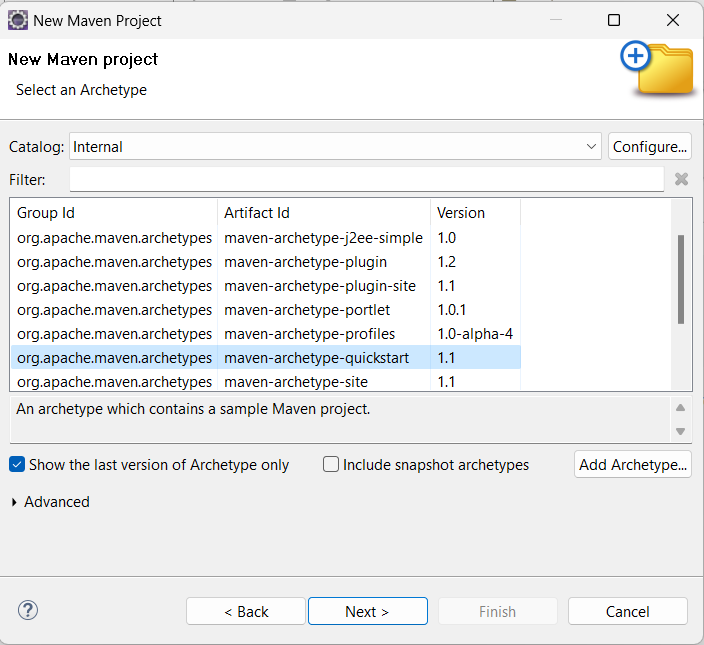 New Maven Project
New Maven project
Select an Archetype
Catalog: Internal Configure...
Filter:
Group Id Artifact Id Version
org.apache.maven.archetypes maven-archetype-j2ee-simple 1.0
org.apache.maven.archetypes maven-archetype-plugin 1.2
org.apache.maven.archetypes maven-archetype-plugin-site 1.1
org.apache.maven.archetypes maven-archetype-portlet 1.0.1
org.apache.maven.archetypes maven-archetype-profiles 1.0-alpha-4
org.apache.maven.archetypes maven-archetype-quickstart 1.1
org.apache.maven.archetypes maven-archetype-site 1.1
An archetype which contains a sample Maven project.
Show the last version of Archetype only Include snapshot archetypes Add Archetype...
Advanced
? < Back Next > Finish Cancel